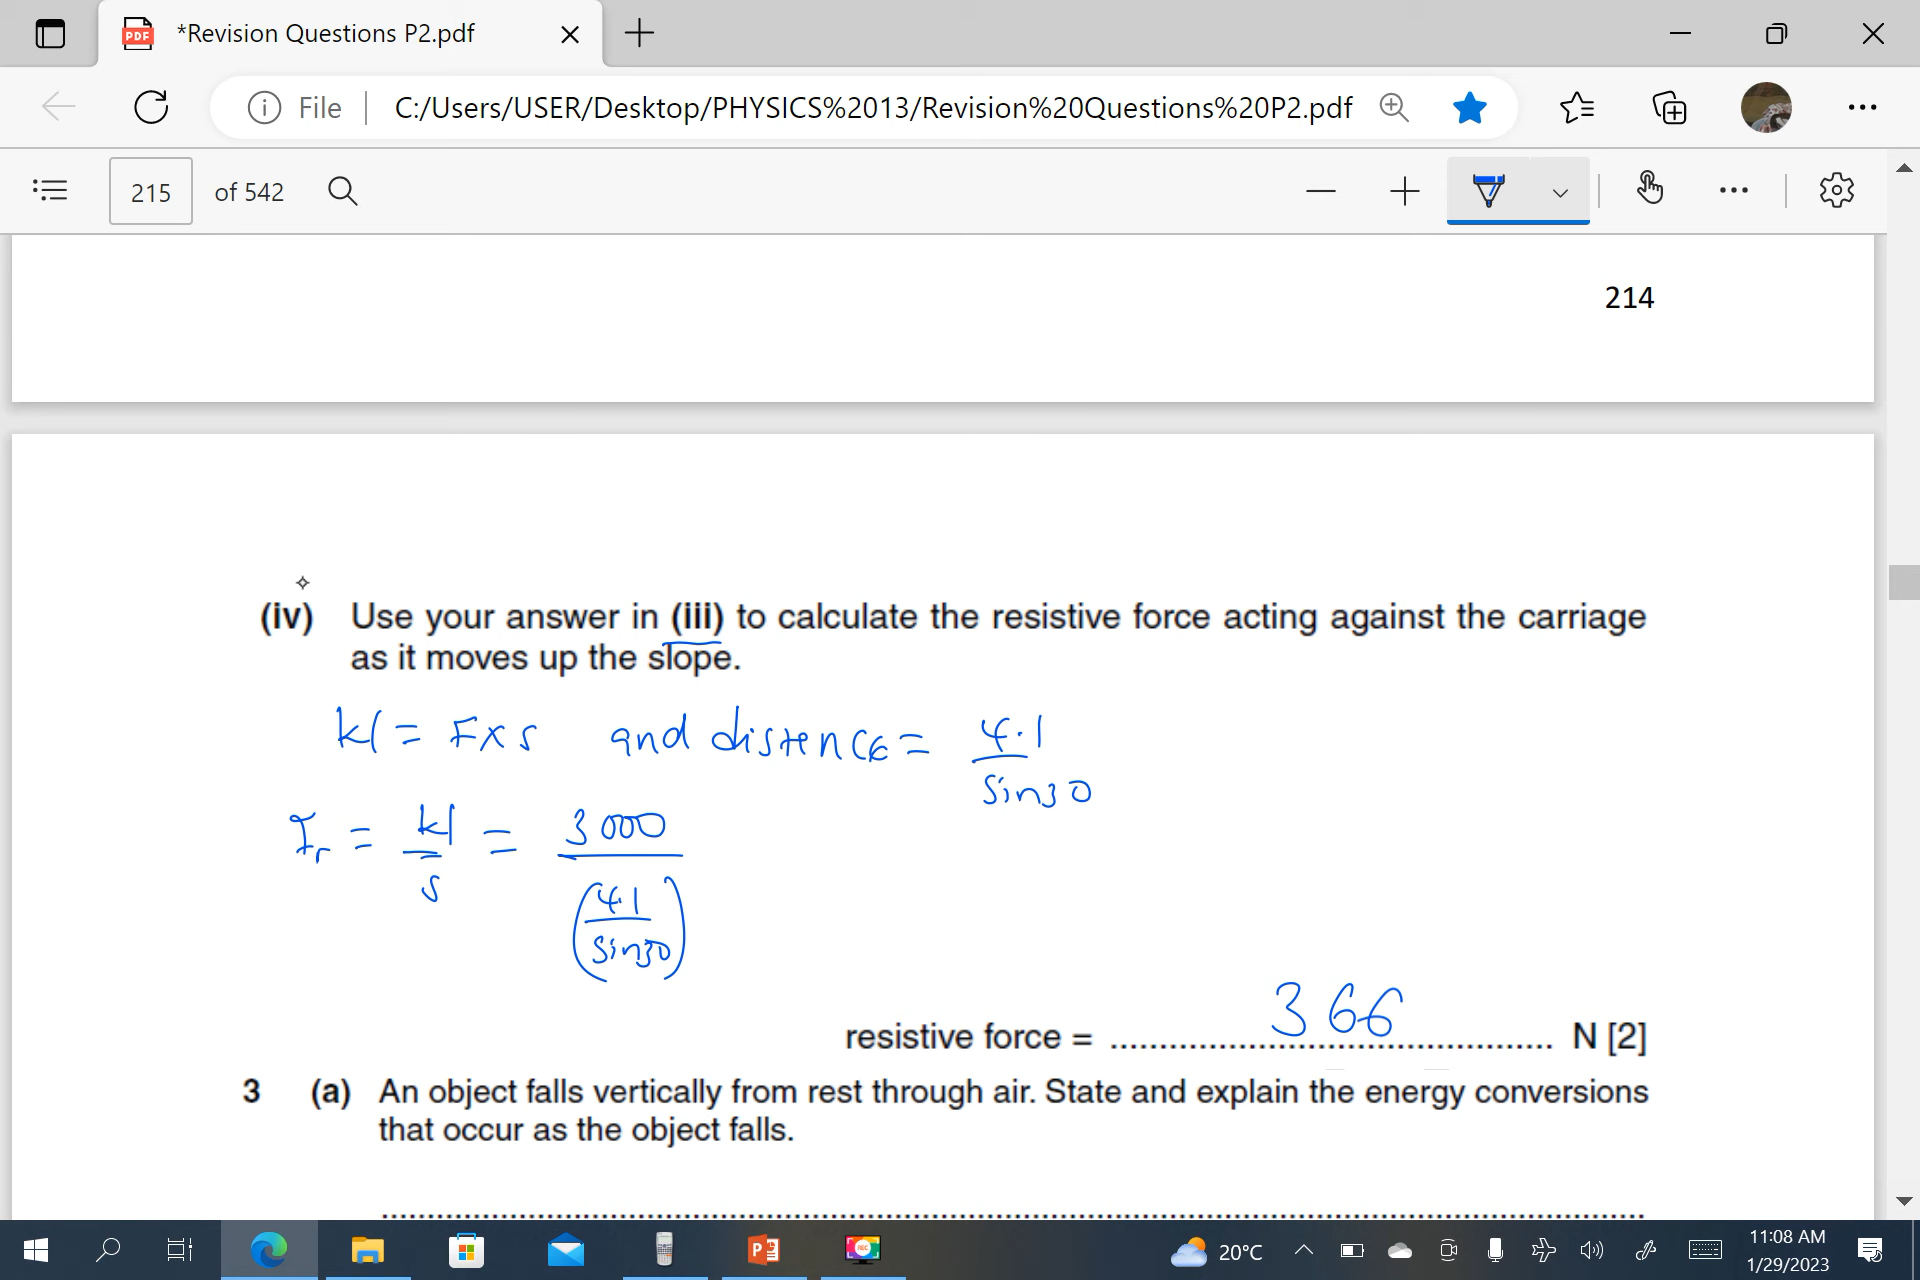 *Revision Questions P2.pdf
File
C:/Users/USER/Desktop/PHYSICS%2013/Revision%20Questions%20P2.pdf
215 of 542
214
(iv) Use your answer in (iii) to calculate the resistive force acting against the carriage
as it moves up the slope.
kl = F x s and distence = 4.1
sin30
Fr = kl = 3000
s
(4.1
sin30)
366
resistive force = .......... N [2]
3 (a) An object falls vertically from rest through air. State and explain the energy conversions
that occur as the object falls.
20°C
11:08 AM
1/29/2023